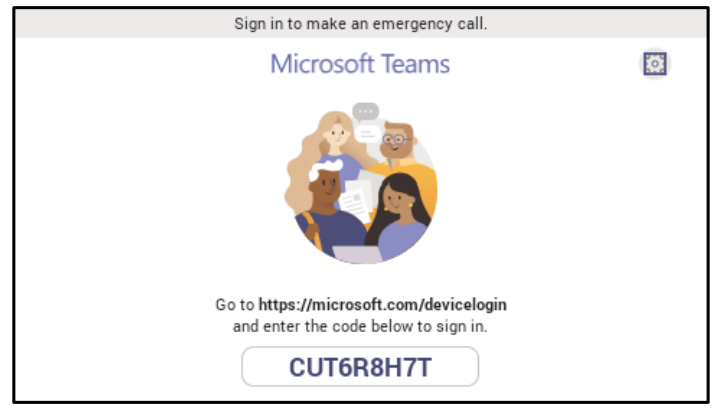 Sign in to make an emergency call.
Microsoft Teams
Go to https://microsoft.com/devicelogin
and enter the code below to sign in.
CUT6R8H7T